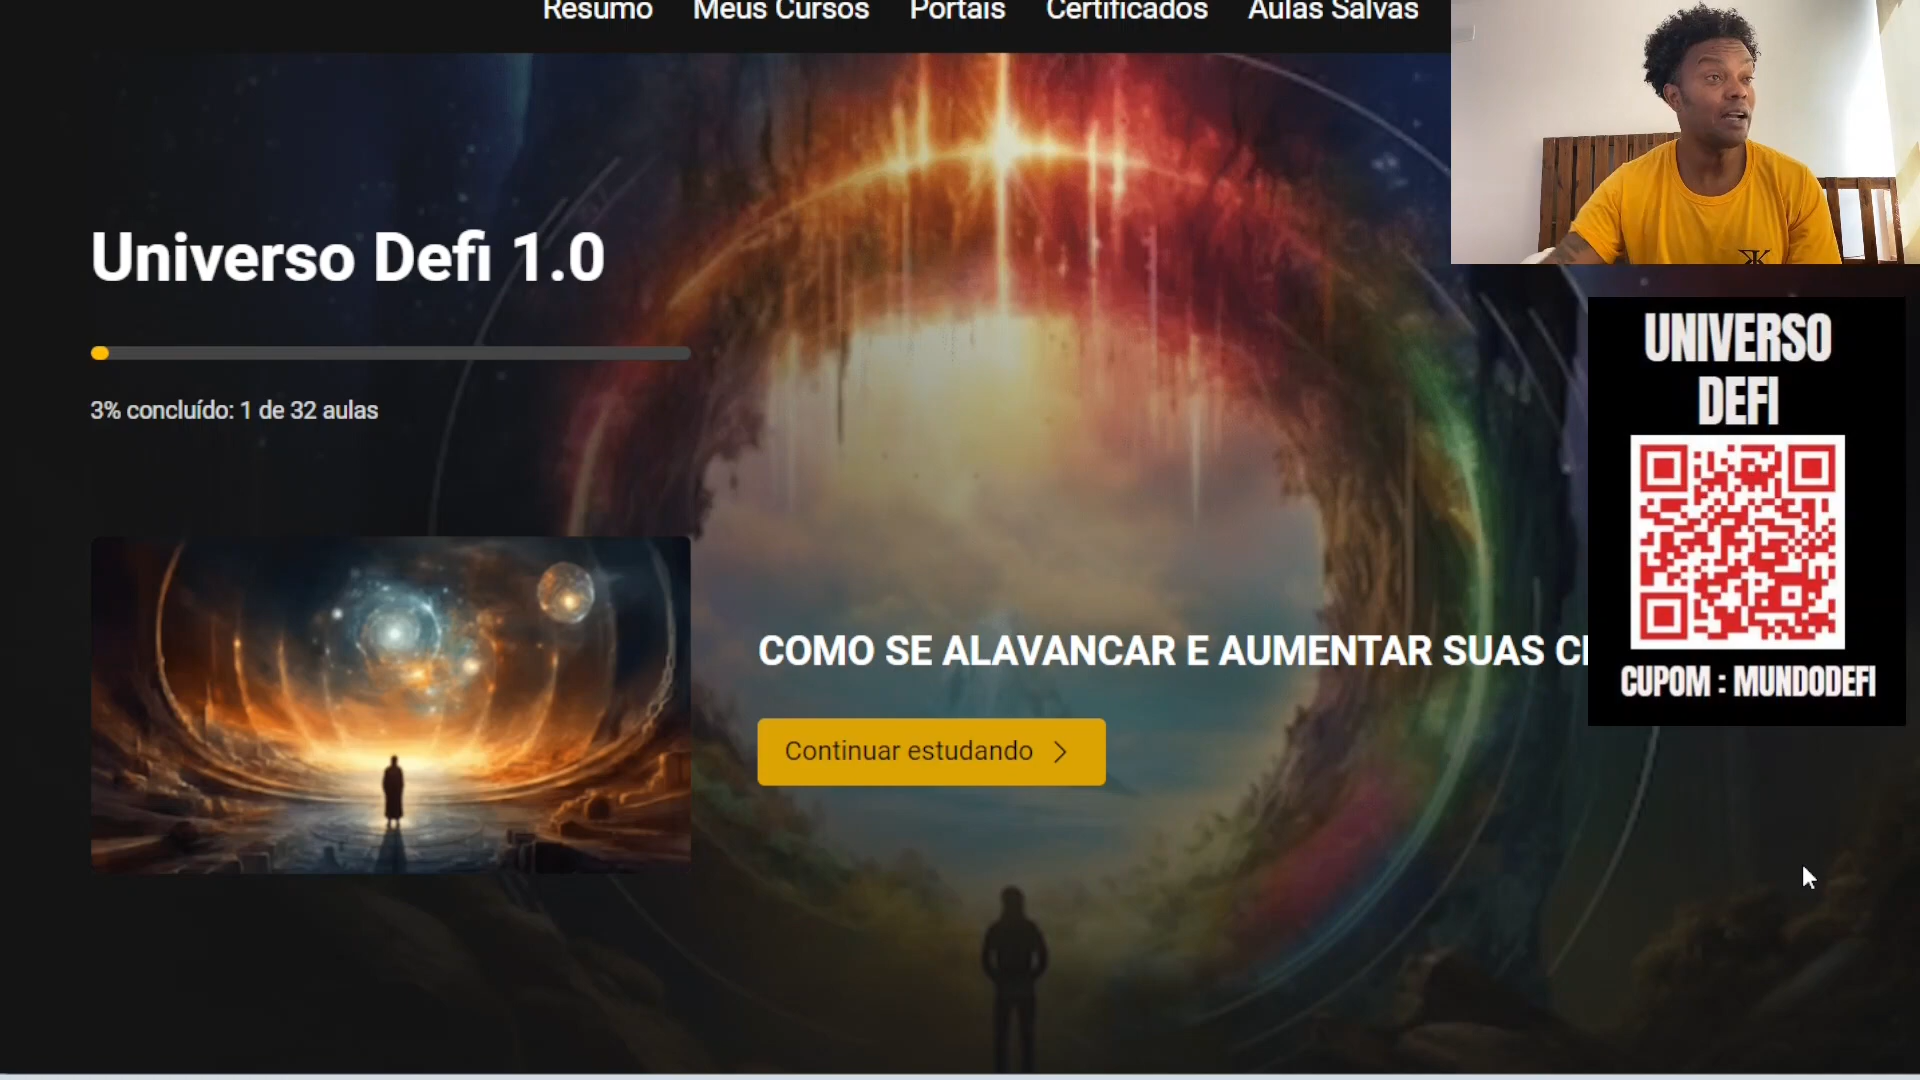 Resumo
Meus Cursos
Portais
Certificados
Aulas Salvas
Universo Defi 1.0
3% concluído: 1 de 32 aulas
COMO SE ALAVANCAR E AUMENTAR SUAS
Continuar estudando
UNIVERSO
DEFI
CUPOM : MUNDODEFI